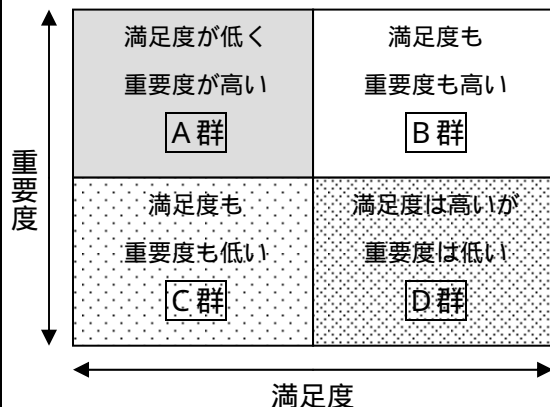 満足度が低く
重要度が高い
A群
満足度も
重要度も高い
B群
重要度
満足度も
重要度も低い
C群
満足度は高いが
重要度は低い
D群
満足度